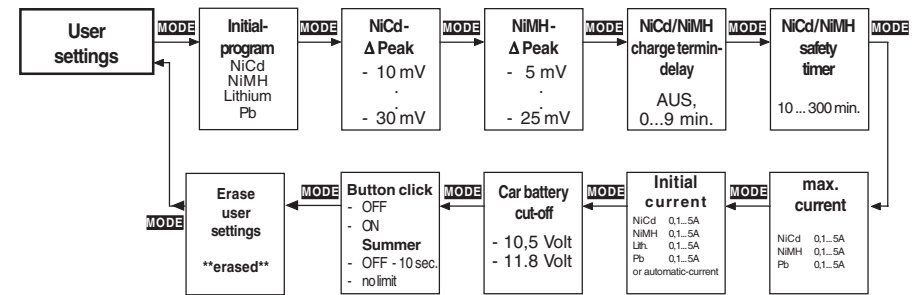 User
settings
MODE
Initial-
program
NiCd
NiMH
Lithium
Pb
MODE
NiCd-
Δ Peak
- 10 mV
.
.
- 30 mV
MODE
NiMH-
Δ Peak
- 5 mV
.
.
- 25 mV
MODE
NiCd/NiMH
charge termin-
delay
AUS,
0...9 min.
MODE
NiCd/NiMH
safety
timer
10 ... 300 min.
MODE
max.
current
NiCd 0,1...5A
NiMH 0,1...5A
Pb 0,1...5A
MODE
Initial
current
NiCd 0,1...5A
NiMH 0,1...5A
Lith. 0,1...5A
Pb 0,1...5A
or automatic-current
MODE
Car battery
cut-off
- 10,5 Volt
- 11.8 Volt
MODE
Button click
- OFF
- ON
Summer
- OFF - 10 sec.
- no limit
MODE
Erase
user
settings
**erased**
MODE